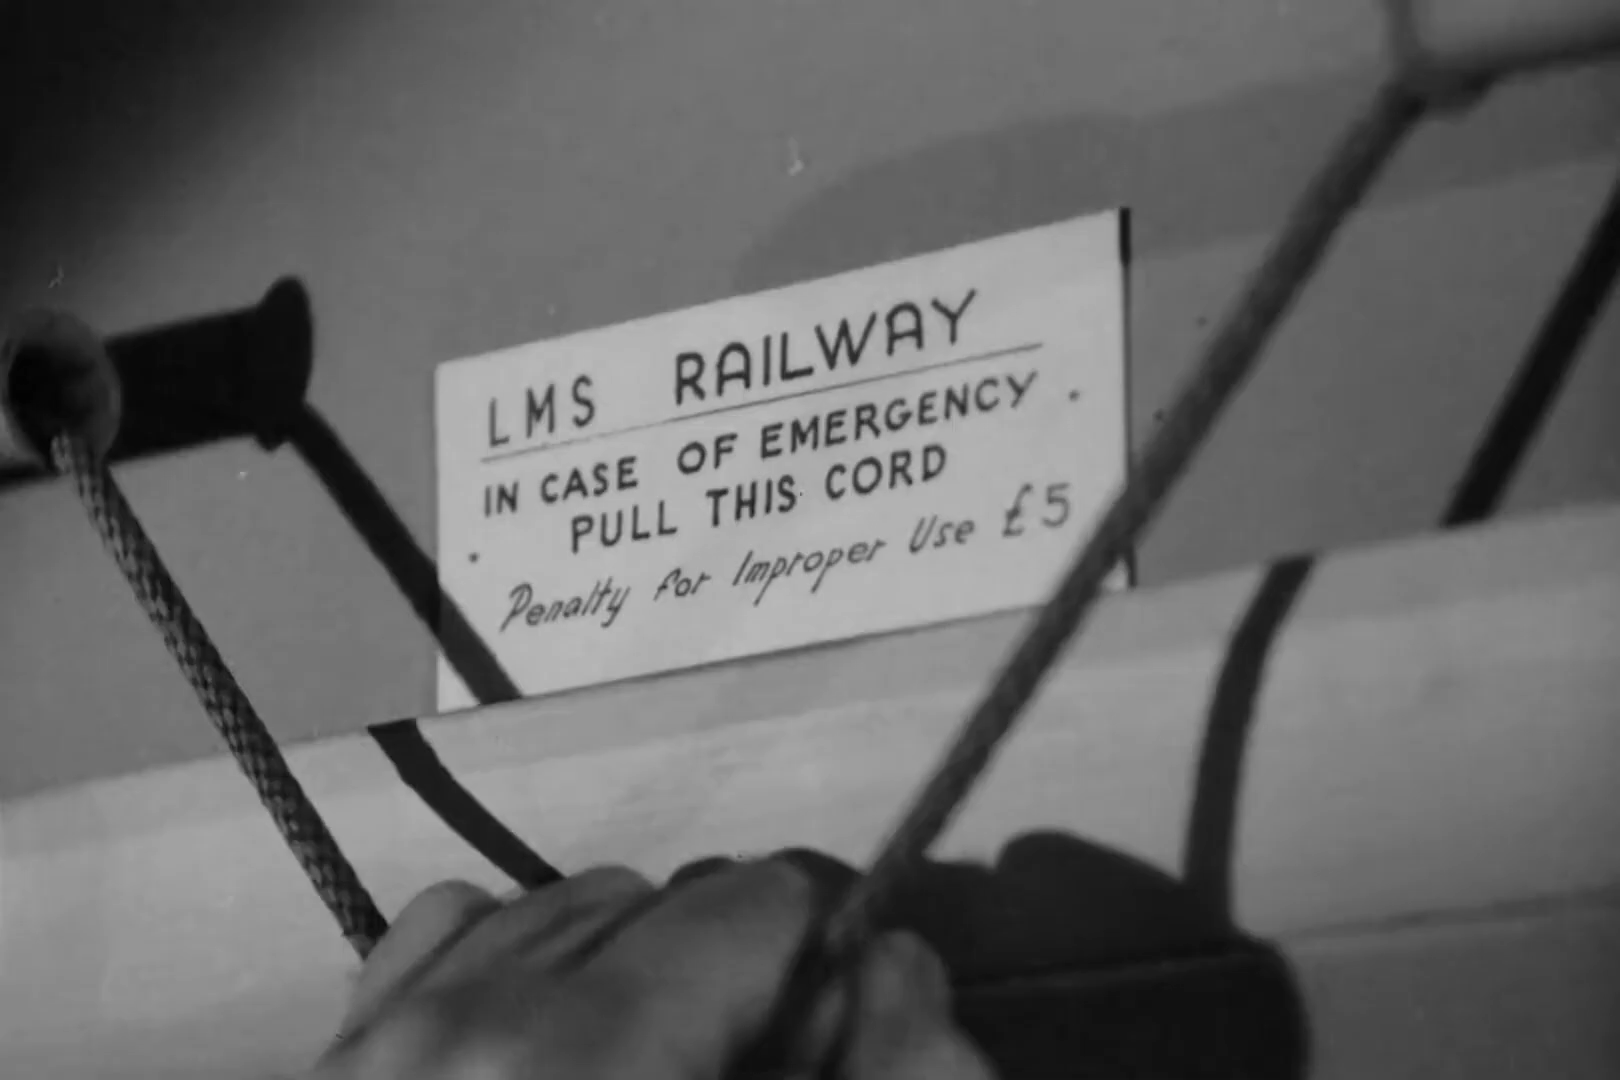 LMS RAILWAY
IN CASE OF EMERGENCY
PULL THIS CORD
Penalty for Improper Use £5